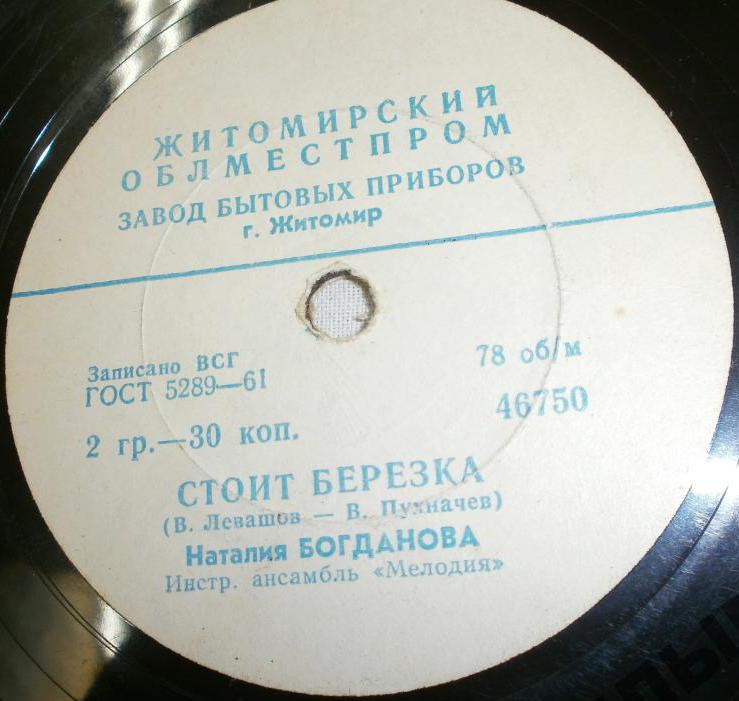 ЖИТОМИРСКИЙ
ОБЛМЕСТПРОМ
ЗАВОД БЫТОВЫХ ПРИБОРОВ
г. Житомир
Записано ВСГ
78 об/м
ГОСТ 5289—61
46750
2 гр.—30 коп.
СТОИТ БЕРЕЗКА
(В. Левашов — В. Пухначев)
Наталия БОГДАНОВА
Инстр. ансамбль «Мелодия»